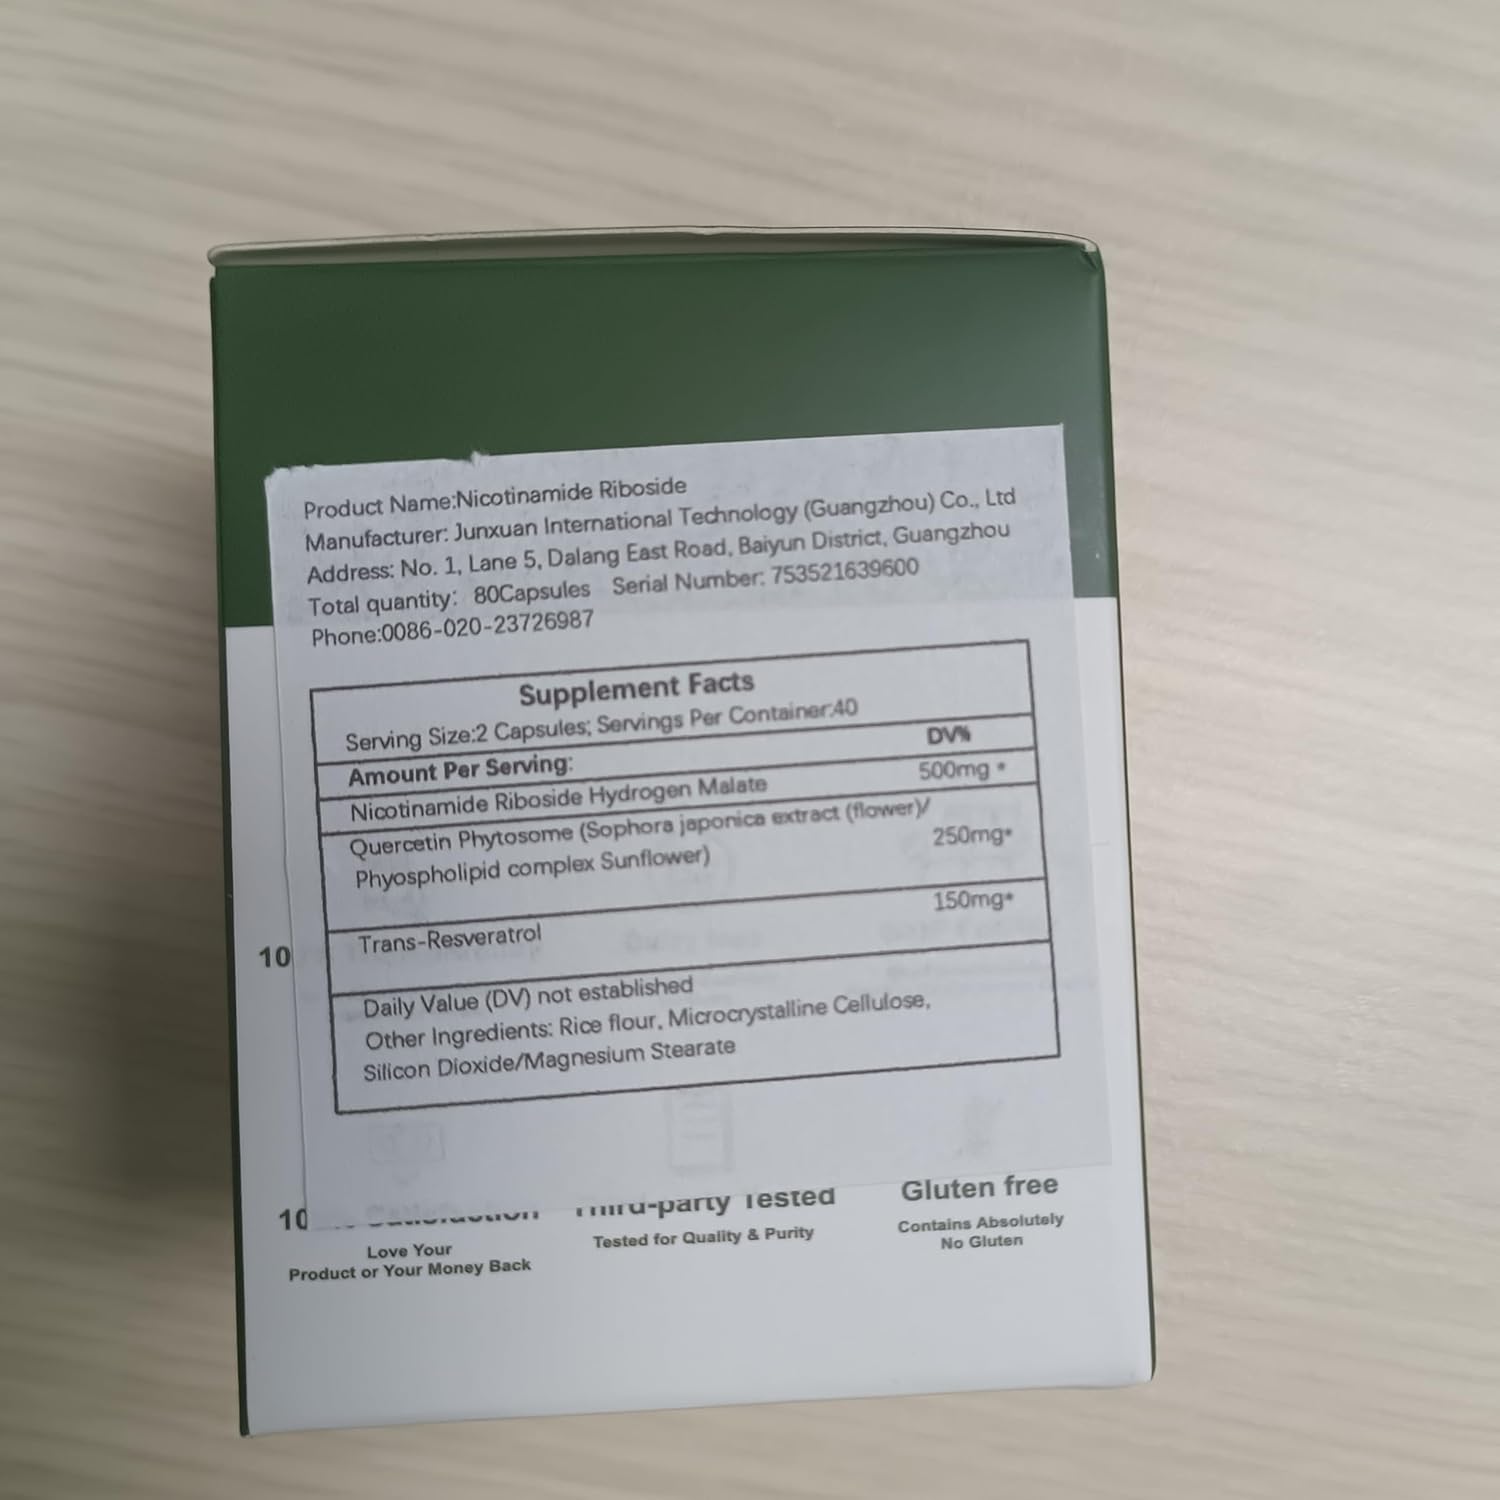 Product Name:Nicotinamide Riboside
Manufacturer: Junxuan International Technology (Guangzhou) Co., Ltd
Address: No. 1, Lane 5, Dalang East Road, Baiyun District, Guangzhou
Total quantity: 80Capsules Serial Number: 753521639600
Phone:0086-020-23726987
Supplement Facts
Serving Size:2 Capsules; Servings Per Container:40
Amount Per Serving: DV%
Nicotinamide Riboside Hydrogen Malate 500mg *
Quercetin Phytosome (Sophora japonica extract (flower)/
Phyospholipid complex Sunflower) 250mg*
Trans-Resveratrol 150mg*
Daily Value (DV) not established
Other Ingredients: Rice flour, Microcrystalline Cellulose,
Silicon Dioxide/Magnesium Stearate
10
10 Satisfaction Third-party Tested Gluten free
Love Your
Product or Your Money Back
Tested for Quality & Purity
Contains Absolutely
No Gluten